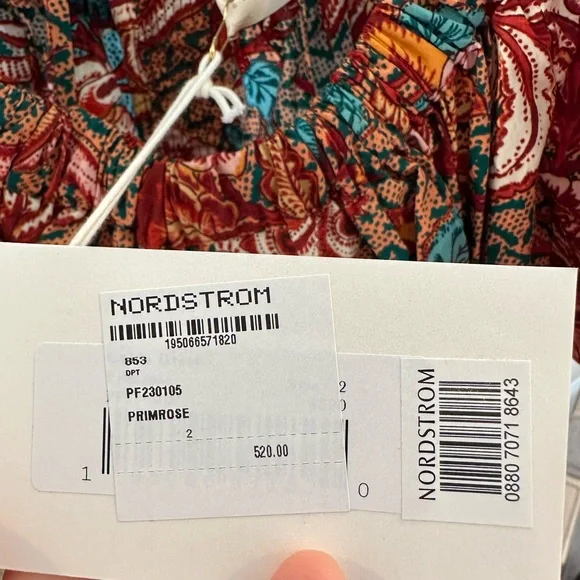 NORDSTROM
195066571820
853
DPT
PF230105
PRIMROSE
2
520.00
2
0
1
0
NORDSTROM
0880 7071 8643